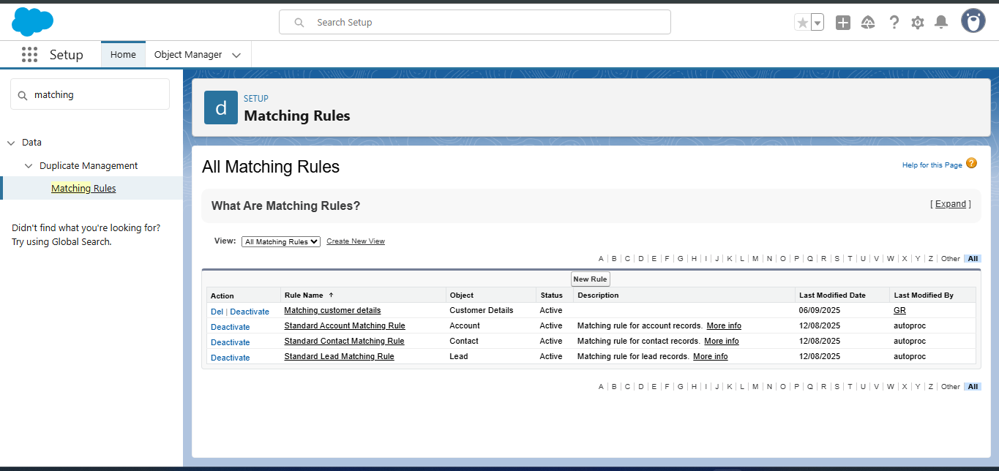 Search Setup
Setup
Home
Object Manager
matching
Data
Duplicate Management
Matching Rules
Didn't find what you're looking for?
Try using Global Search.
d
SETUP
Matching Rules
All Matching Rules
Help for this Page ?
What Are Matching Rules?
[ Expand ]
View: All Matching Rules Create New View
A | B | C | D | E | F | G | H | I | J | K | L | M | N | O | P | Q | R | S | T | U | V | W | X | Y | Z | Other | All
New Rule
Action Rule Name ↑ Object Status Description Last Modified Date Last Modified By
Del | Deactivate Matching customer details Customer Details Active 06/09/2025 GR
Deactivate Standard Account Matching Rule Account Active Matching rule for account records. More info 12/08/2025 autoproc
Deactivate Standard Contact Matching Rule Contact Active Matching rule for contact records. More info 12/08/2025 autoproc
Deactivate Standard Lead Matching Rule Lead Active Matching rule for lead records. More info 12/08/2025 autoproc
A | B | C | D | E | F | G | H | I | J | K | L | M | N | O | P | Q | R | S | T | U | V | W | X | Y | Z | Other | All